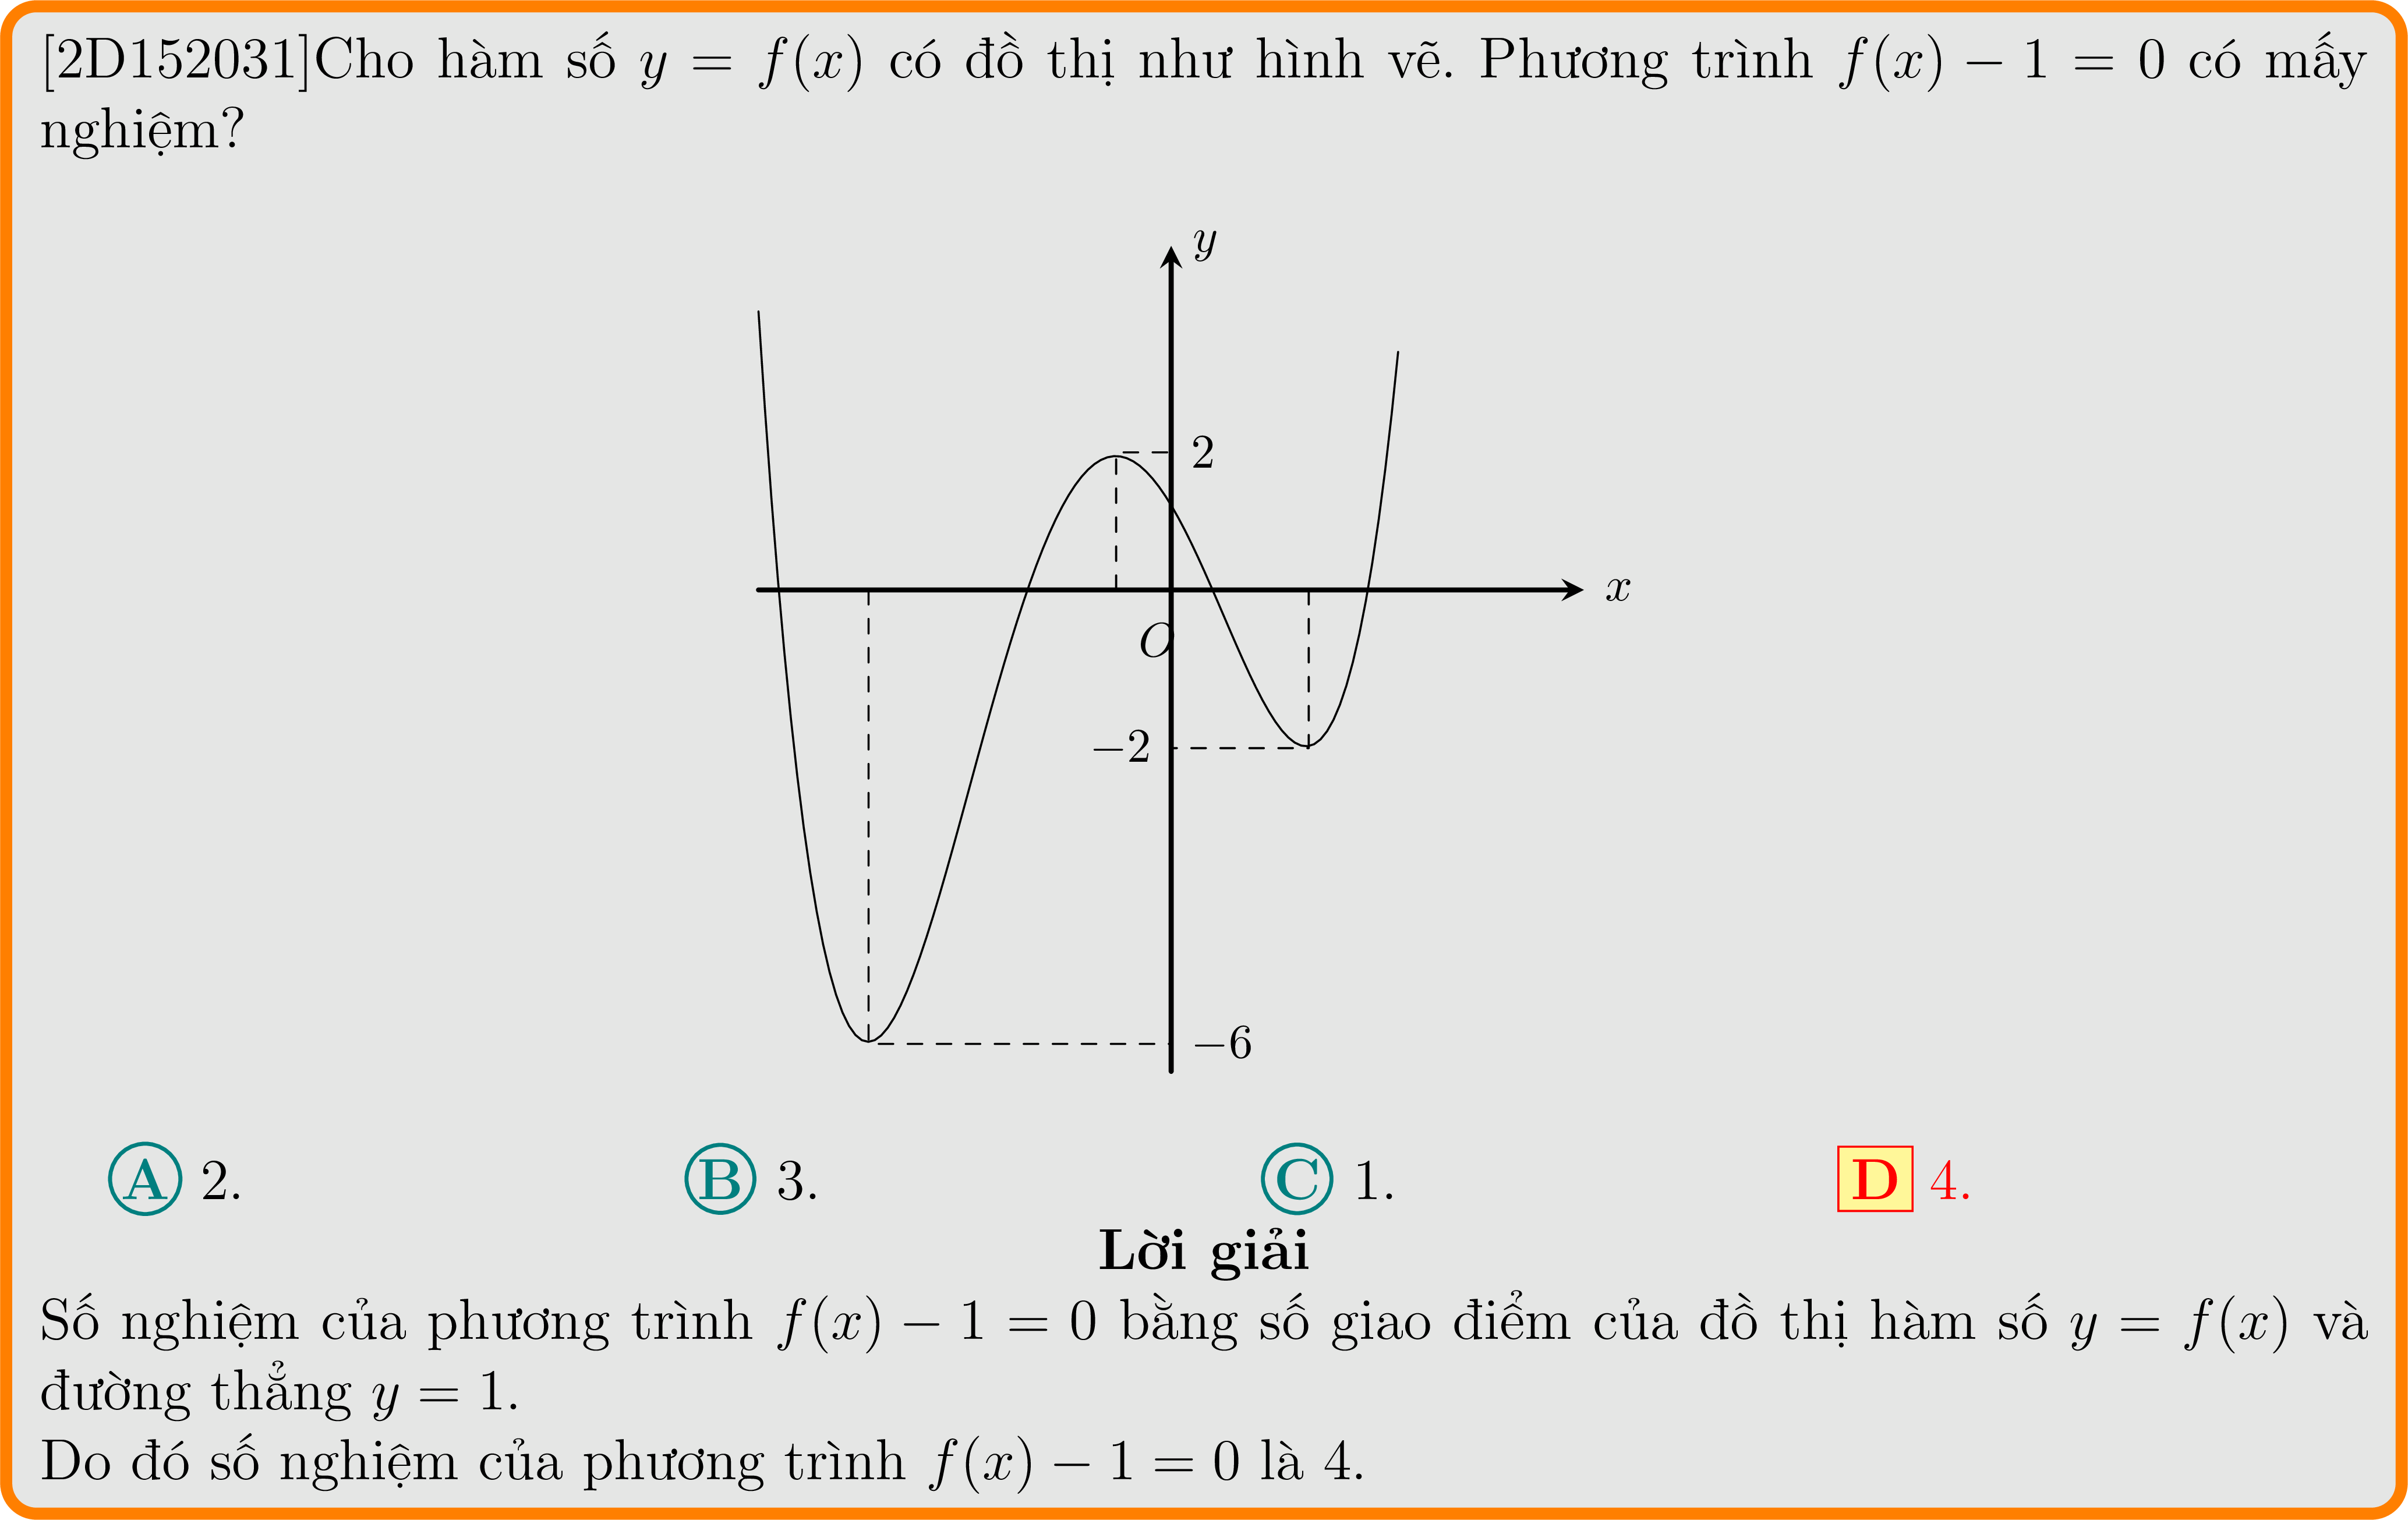 [2D152031]Cho hàm số y = f(x) có đồ thị như hình vẽ. Phương trình f(x) − 1 = 0 có mấy
nghiệm?
y
2
x
O
−2
−6
A 2. B 3. C 1. D 4.
Lời giải
Số nghiệm của phương trình f(x) − 1 = 0 bằng số giao điểm của đồ thị hàm số y = f(x) và
đường thẳng y = 1.
Do đó số nghiệm của phương trình f(x) − 1 = 0 là 4.